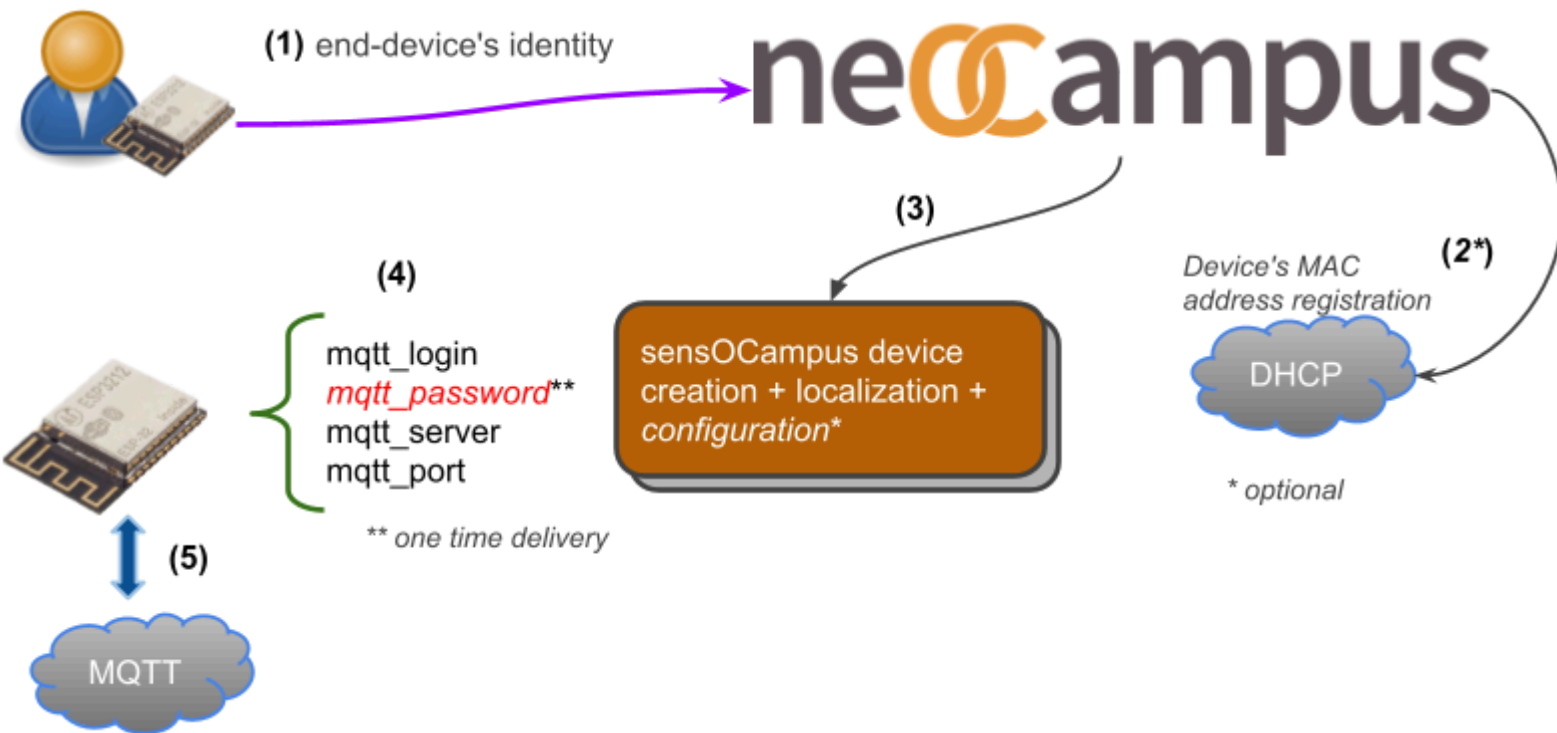 (1) end-device's identity
neOCampus
(3)
(2*)
Device's MAC
address registration
DHCP
* optional
(4)
mqtt_login
mqtt_password**
mqtt_server
mqtt_port
** one time delivery
sensOCampus device
creation + localization +
configuration*
ESP3212
(5)
MQTT